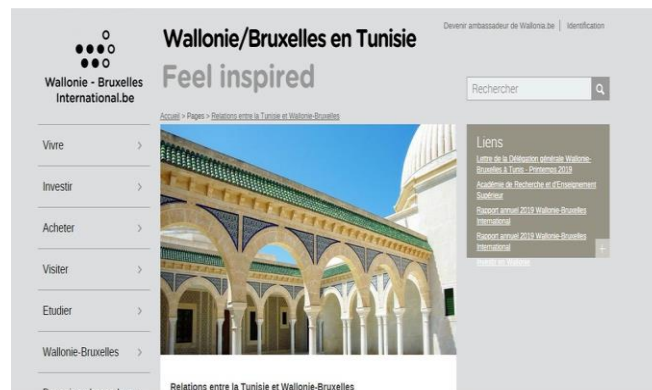 Devenir ambassadeur de Wallonia.be | Identification
Wallonie/Bruxelles en Tunisie
Feel inspired
Wallonie - Bruxelles
International.be
Rechercher
Accueil > Pages > Relations entre la Tunisie et Wallonie-Bruxelles
Vivre
Investir
Acheter
Visiter
Etudier
Wallonie-Bruxelles
Liens
Lettre de la Délégation générale Wallonie-
Bruxelles à Tunis - Printemps 2019
Académie de Recherche et d'Enseignement
Supérieur
Rapport annuel 2019 Wallonie-Bruxelles
International
Rapport annuel 2019 Wallonie-Bruxelles
International
Investir en Wallonie
Relations entre la Tunisie et Wallonie-Bruxelles